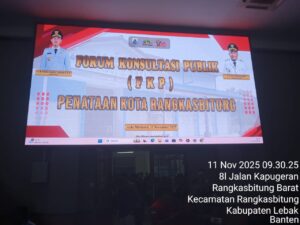 FORUM KONSULTASI PUBLIK
( F K P )
PENATAAN KOTA RANGKASBITUNG
11 Nov 2025 09.30.25
8I Jalan Kapugeran
Rangkasbitung Barat
Kecamatan Rangkasbitung
Kabupaten Lebak
Banten